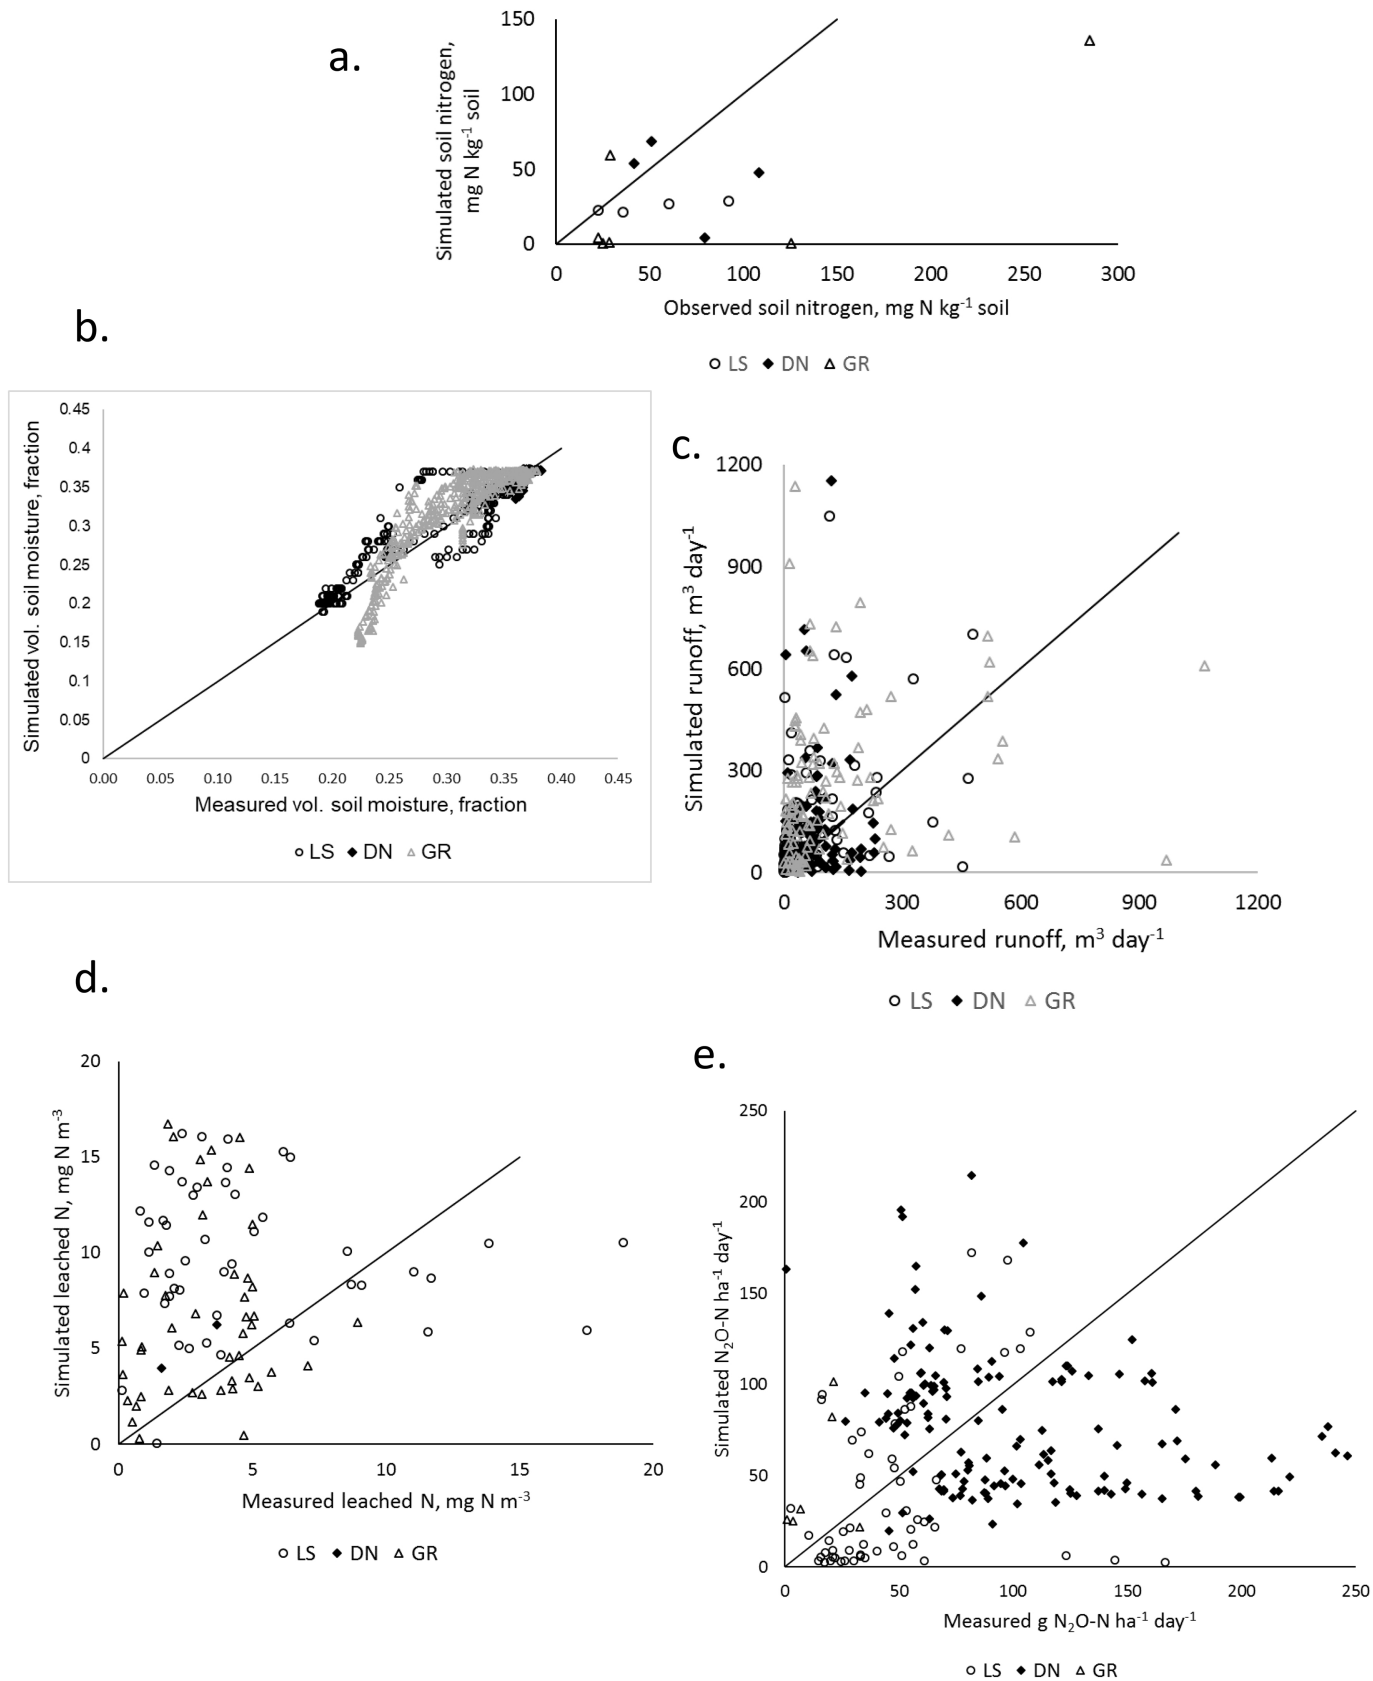 a.
Simulated soil nitrogen,
mg N kg-1 soil
150
100
50
0
0 50 100 150 200 250 300
Observed soil nitrogen, mg N kg-1 soil
LS DN GR
b.
Simulated vol. soil moisture, fraction
0.45
0.4
0.35
0.3
0.25
0.2
0.15
0.1
0.05
0
0.00 0.05 0.10 0.15 0.20 0.25 0.30 0.35 0.40 0.45
Measured vol. soil moisture, fraction
LS DN GR
c.
Simulated runoff, m3 day-1
1200
900
600
300
0
0 300 600 900 1200
Measured runoff, m3 day-1
LS DN GR
d.
Simulated leached N, mg N m-3
20
15
10
5
0
0 5 10 15 20
Measured leached N, mg N m-3
LS DN GR
e.
Simulated N2O-N ha-1 day-1
250
200
150
100
50
0
0 50 100 150 200 250
Measured g N2O-N ha-1 day-1
LS DN GR